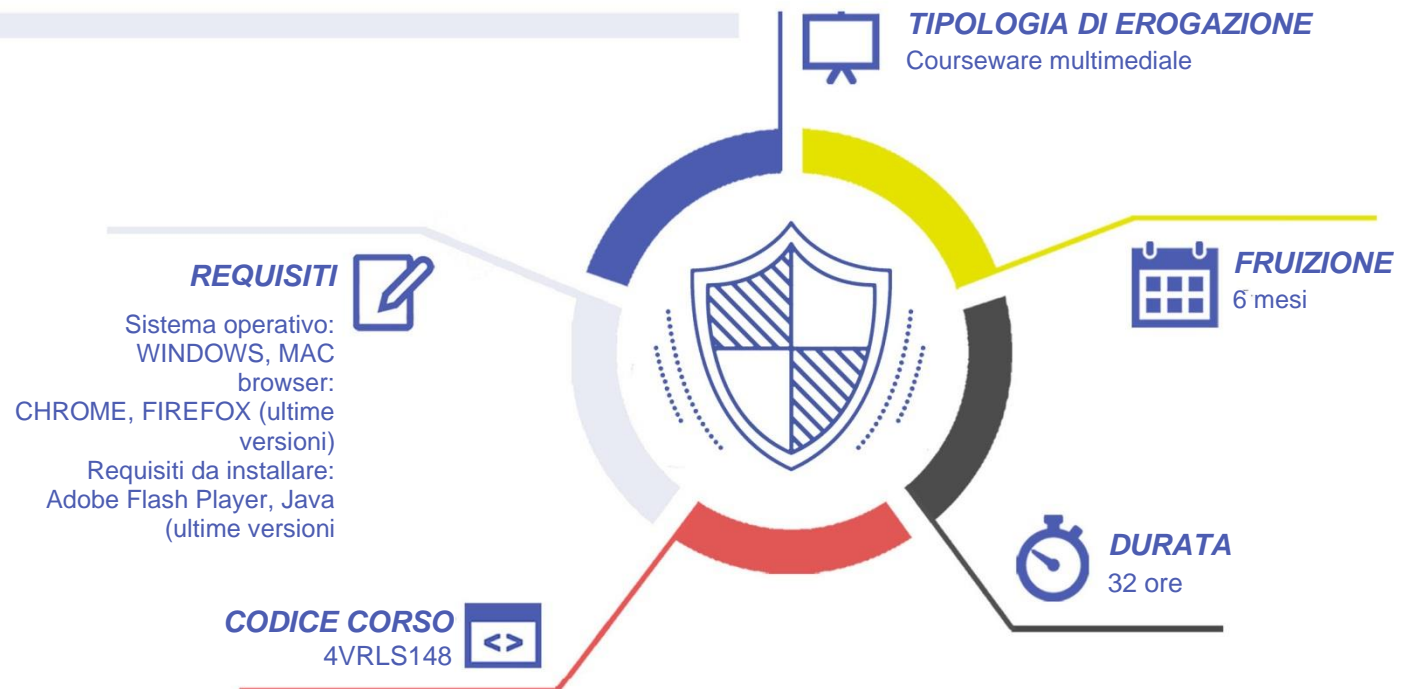 TIPOLOGIA DI EROGAZIONE
Courseware multimediale
REQUISITI
Sistema operativo:
WINDOWS, MAC
browser:
CHROME, FIREFOX (ultime
versioni)
Requisiti da installare:
Adobe Flash Player, Java
(ultime versioni
FRUIZIONE
6 mesi
DURATA
32 ore
CODICE CORSO
4VRLS148
<>